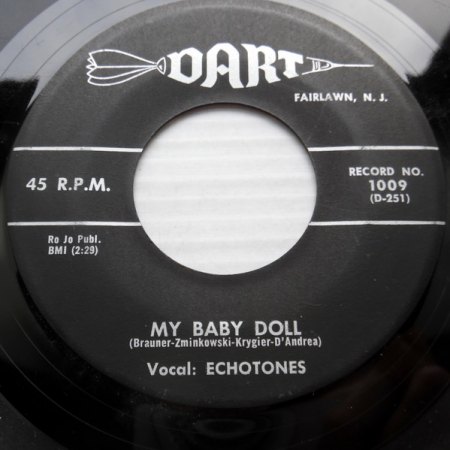 DART
FAIRLAWN, N. J.
45 R.P.M.
RECORD NO.
1009
(D-251)
Ro Jo Publ.
BMI (2:29)
MY BABY DOLL
(Brauner-Zminkowski-Krygier-D'Andrea)
Vocal: ECHOTONES